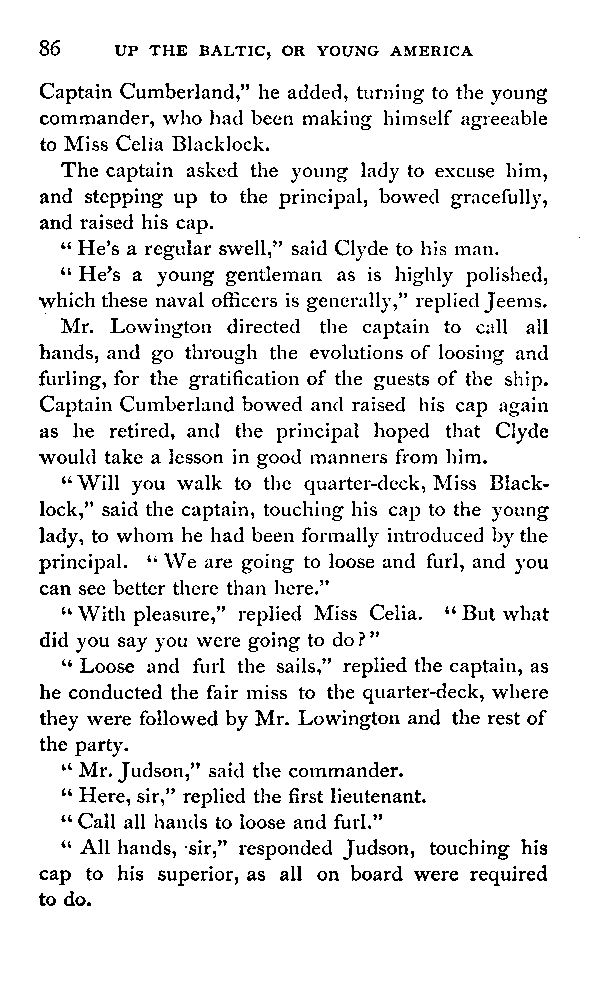 86 UP THE BALTIC, OR YOUNG AMERICA
Captain Cumberland,” he added, turning to the young
commander, who had been making himself agreeable
to Miss Celia Blacklock.
The captain asked the young lady to excuse him,
and stepping up to the principal, bowed gracefully,
and raised his cap.
“ He’s a regular swell,” said Clyde to his man.
“ He’s a young gentleman as is highly polished,
which these naval officers is generally,” replied Jeems.
Mr. Lowington directed the captain to call all
hands, and go through the evolutions of loosing and
furling, for the gratification of the guests of the ship.
Captain Cumberland bowed and raised his cap again
as he retired, and the principal hoped that Clyde
would take a lesson in good manners from him.
“ Will you walk to the quarter-deck, Miss Black-
lock,” said the captain, touching his cap to the young
lady, to whom he had been formally introduced by the
principal. “ We are going to loose and furl, and you
can see better there than here.”
“ With pleasure,” replied Miss Celia. “ But what
did you say you were going to do?”
“ Loose and furl the sails,” replied the captain, as
he conducted the fair miss to the quarter-deck, where
they were followed by Mr. Lowington and the rest of
the party.
“ Mr. Judson,” said the commander.
“ Here, sir,” replied the first lieutenant.
“ Call all hands to loose and furl.”
“ All hands, sir,” responded Judson, touching his
cap to his superior, as all on board were required
to do.